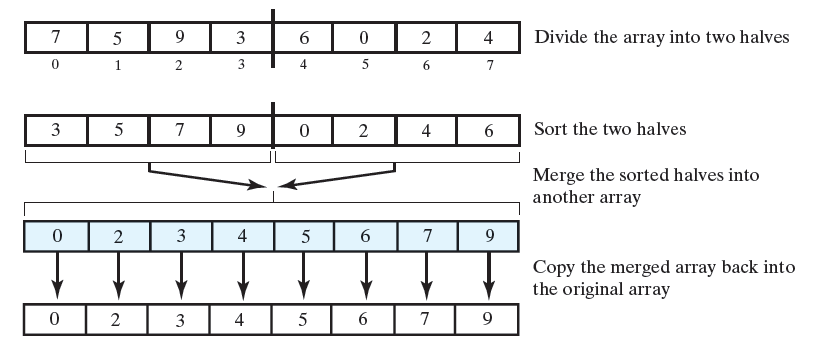 7 5 9 3 6 0 2 4 Divide the array into two halves
0 1 2 3 4 5 6 7
3 5 7 9 0 2 4 6 Sort the two halves
Merge the sorted halves into
another array
0 2 3 4 5 6 7 9
Copy the merged array back into
the original array
0 2 3 4 5 6 7 9